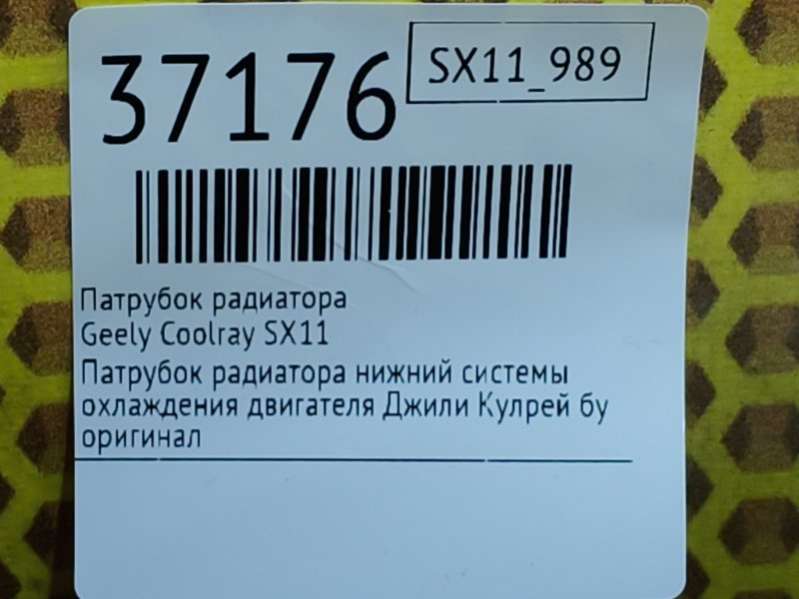 37176
SX11_989
Патрубок радиатора
Geely Coolray SX11
Патрубок радиатора нижний системы
охлаждения двигателя Джили Кулрей бу
оригинал